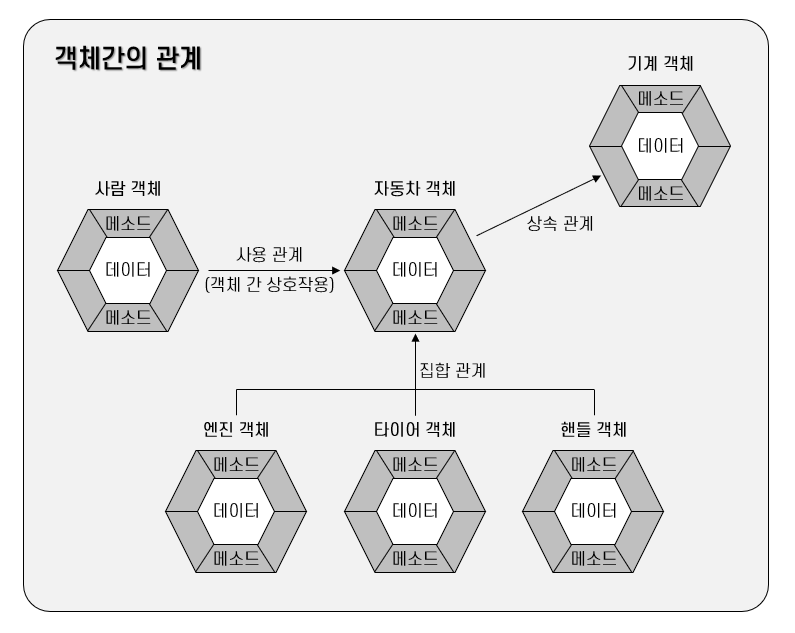 객체간의 관계
기계 객체
메소드
데이터
메소드
사람 객체
메소드
데이터
메소드
사용 관계
(객체 간 상호작용)
자동차 객체
메소드
데이터
메소드
상속 관계
집합 관계
엔진 객체
메소드
데이터
메소드
타이어 객체
메소드
데이터
메소드
핸들 객체
메소드
데이터
메소드